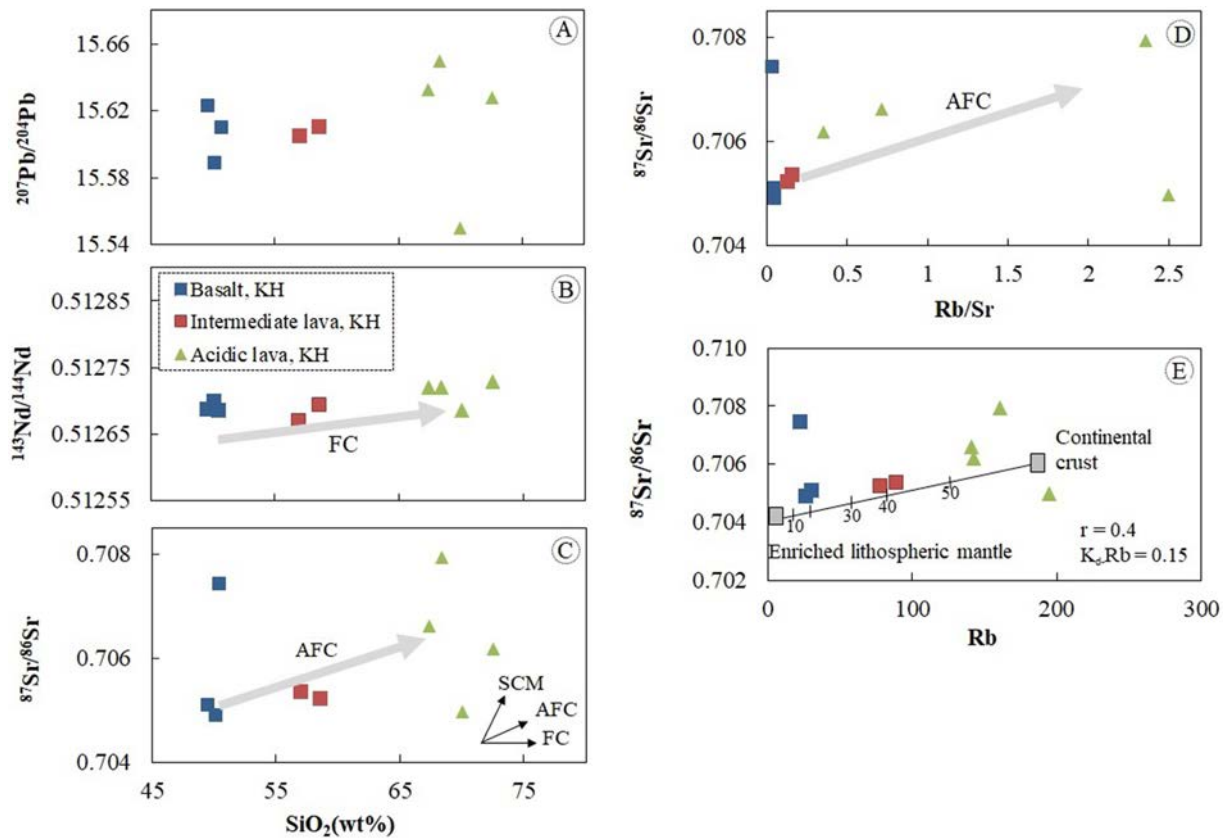 A
15.66
15.62
15.58
15.54
207Pb/204Pb
B
0.51285
0.51275
0.51265
0.51255
143Nd/144Nd
Basalt, KH
Intermediate lava, KH
Acidic lava, KH
FC
C
0.708
0.706
0.704
87Sr/86Sr
AFC
SCM
AFC
FC
45 55 65 75
SiO2(wt%)
D
0.708
0.706
0.704
87Sr/86Sr
AFC
0 0.5 1 1.5 2 2.5
Rb/Sr
E
0.710
0.708
0.706
0.704
0.702
87Sr/86Sr
Continental
crust
10 30 40 50
Enriched lithospheric mantle
r = 0.4
KdRb = 0.15
0 100 200 300
Rb